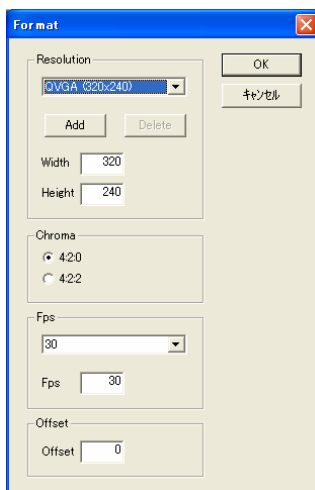 Format
Resolution
QVGA (320x240)
Add
Delete
Width 320
Height 240
Chroma
4:2:0
4:2:2
Fps
30
Fps 30
Offset
Offset 0
OK
キャンセル